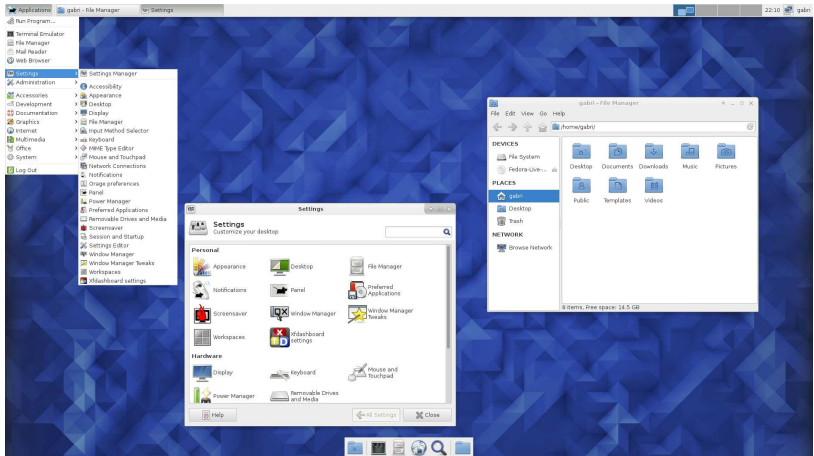 Applications
gabri - File Manager
Settings
22:10
gabri
Run Program...
Terminal Emulator
File Manager
Mail Reader
Web Browser
Settings
Administration
Accessories
Development
Documentation
Graphics
Internet
Multimedia
Office
System
Log Out
Settings Manager
Accessibility
Appearance
Desktop
Display
File Manager
Input Method Selector
Keyboard
MIME Type Editor
Mouse and Touchpad
Network Connections
Notifications
Orage preferences
Panel
Power Manager
Preferred Applications
Removable Drives and Media
Screensaver
Session and Startup
Settings Editor
Window Manager
Window Manager Tweaks
Workspaces
Xfdashboard settings
Settings
Settings
Customize your desktop
Personal
Appearance
Desktop
File Manager
Notifications
Panel
Preferred
Applications
Screensaver
Window Manager
Window Manager
Tweaks
Workspaces
Xfdashboard
settings
Hardware
Display
Keyboard
Mouse and
Touchpad
Power Manager
Removable Drives
and Media
Help
All Settings
Close
gabri - File Manager
File Edit View Go Help
/home/gabri/
DEVICES
File System
Fedora-Live-...
PLACES
gabri
Desktop
Trash
NETWORK
Browse Network
Desktop Documents Downloads Music Pictures
Public Templates Videos
8 items, Free space: 14.5 GB